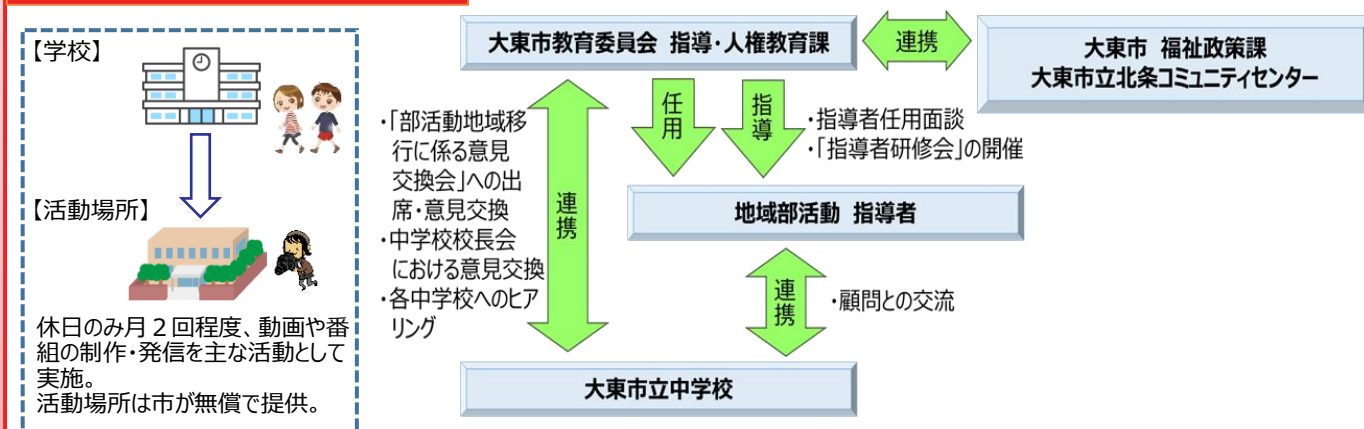 【学校】
【活動場所】
休日のみ月２回程度、動画や番
組の制作・発信を主な活動として
実施。
活動場所は市が無償で提供。
大東市教育委員会 指導・人権教育課
連携
大東市 福祉政策課
大東市立北条コミュニティセンター
・「部活動地域移
行に係る意見
交換会」への出
席・意見交換
・中学校校長会
における意見交換
・各中学校へのヒア
リング
連携
任用
指導
・指導者任用面談
・「指導者研修会」の開催
地域部活動 指導者
連携
・顧問との交流
大東市立中学校